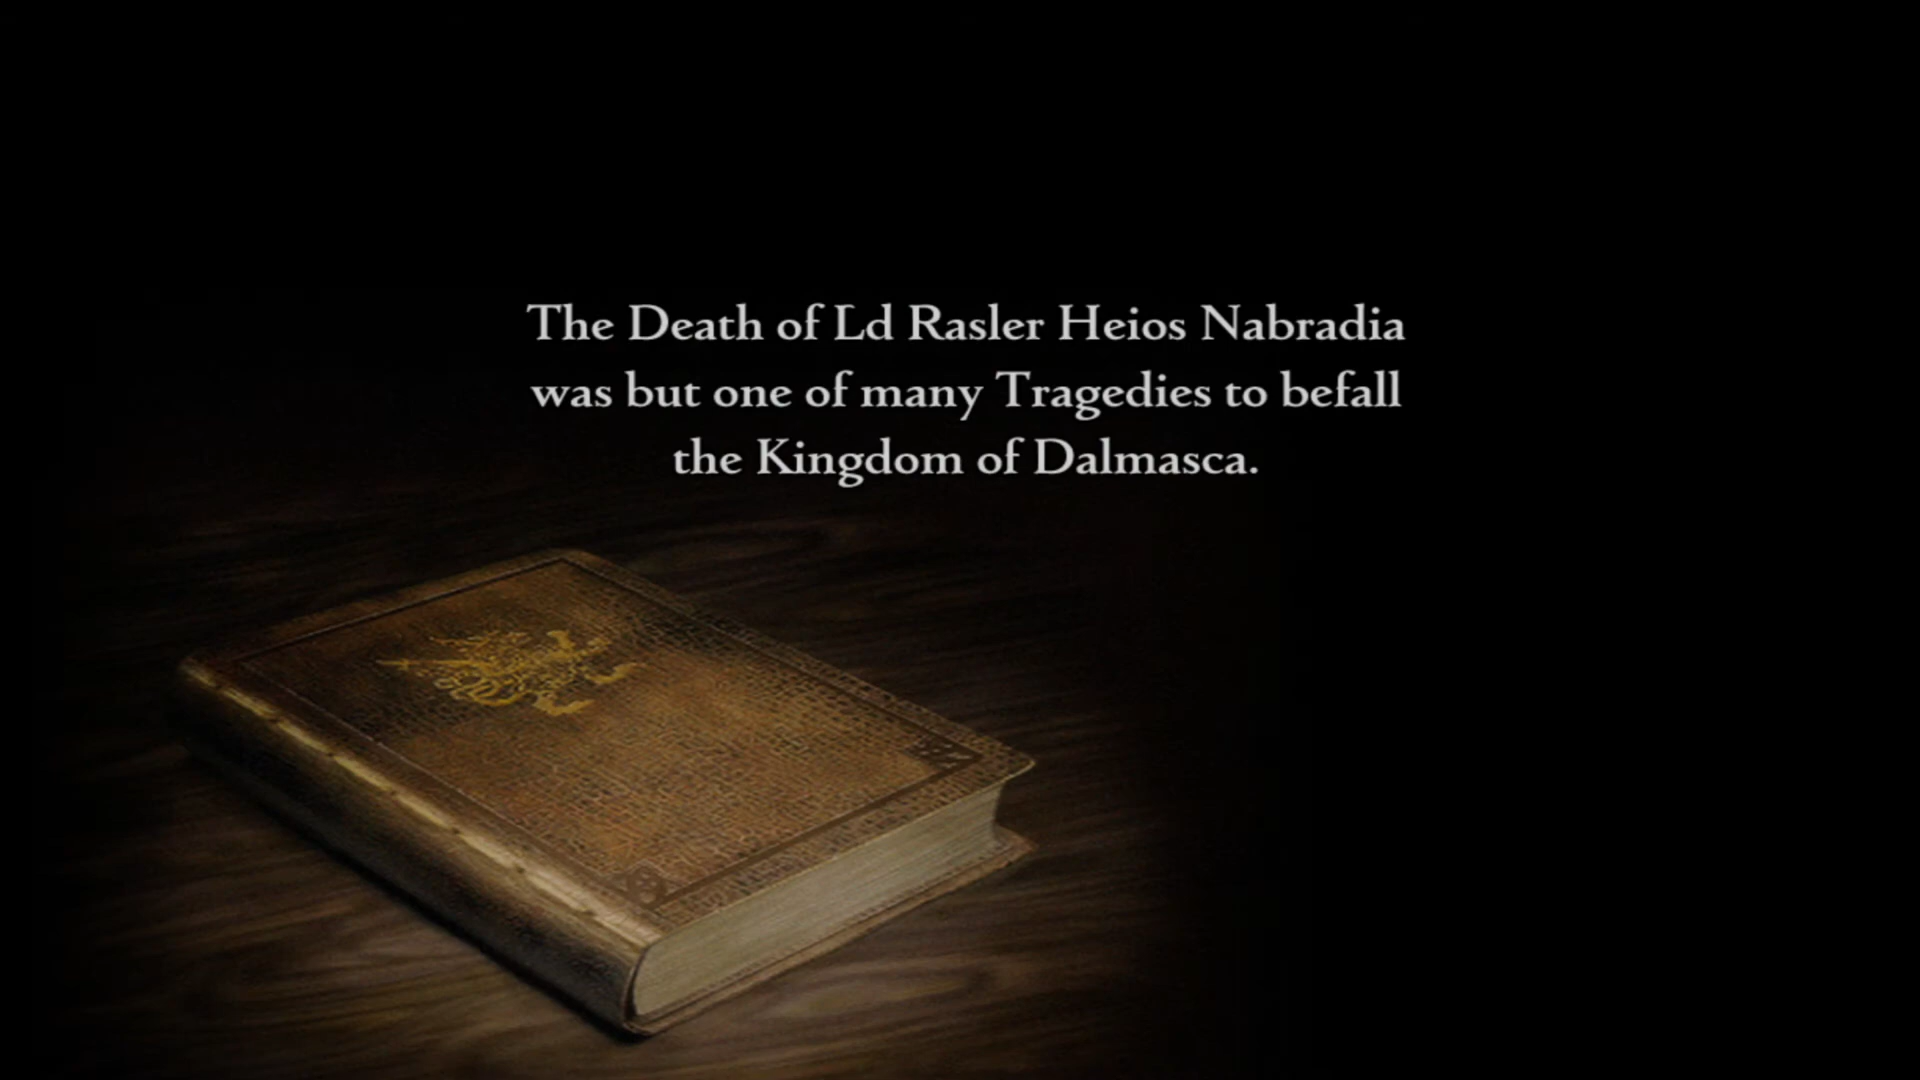 The Death of Ld Rasler Heios Nabradia
was but one of many Tragedies to befall
the Kingdom of Dalmasca.